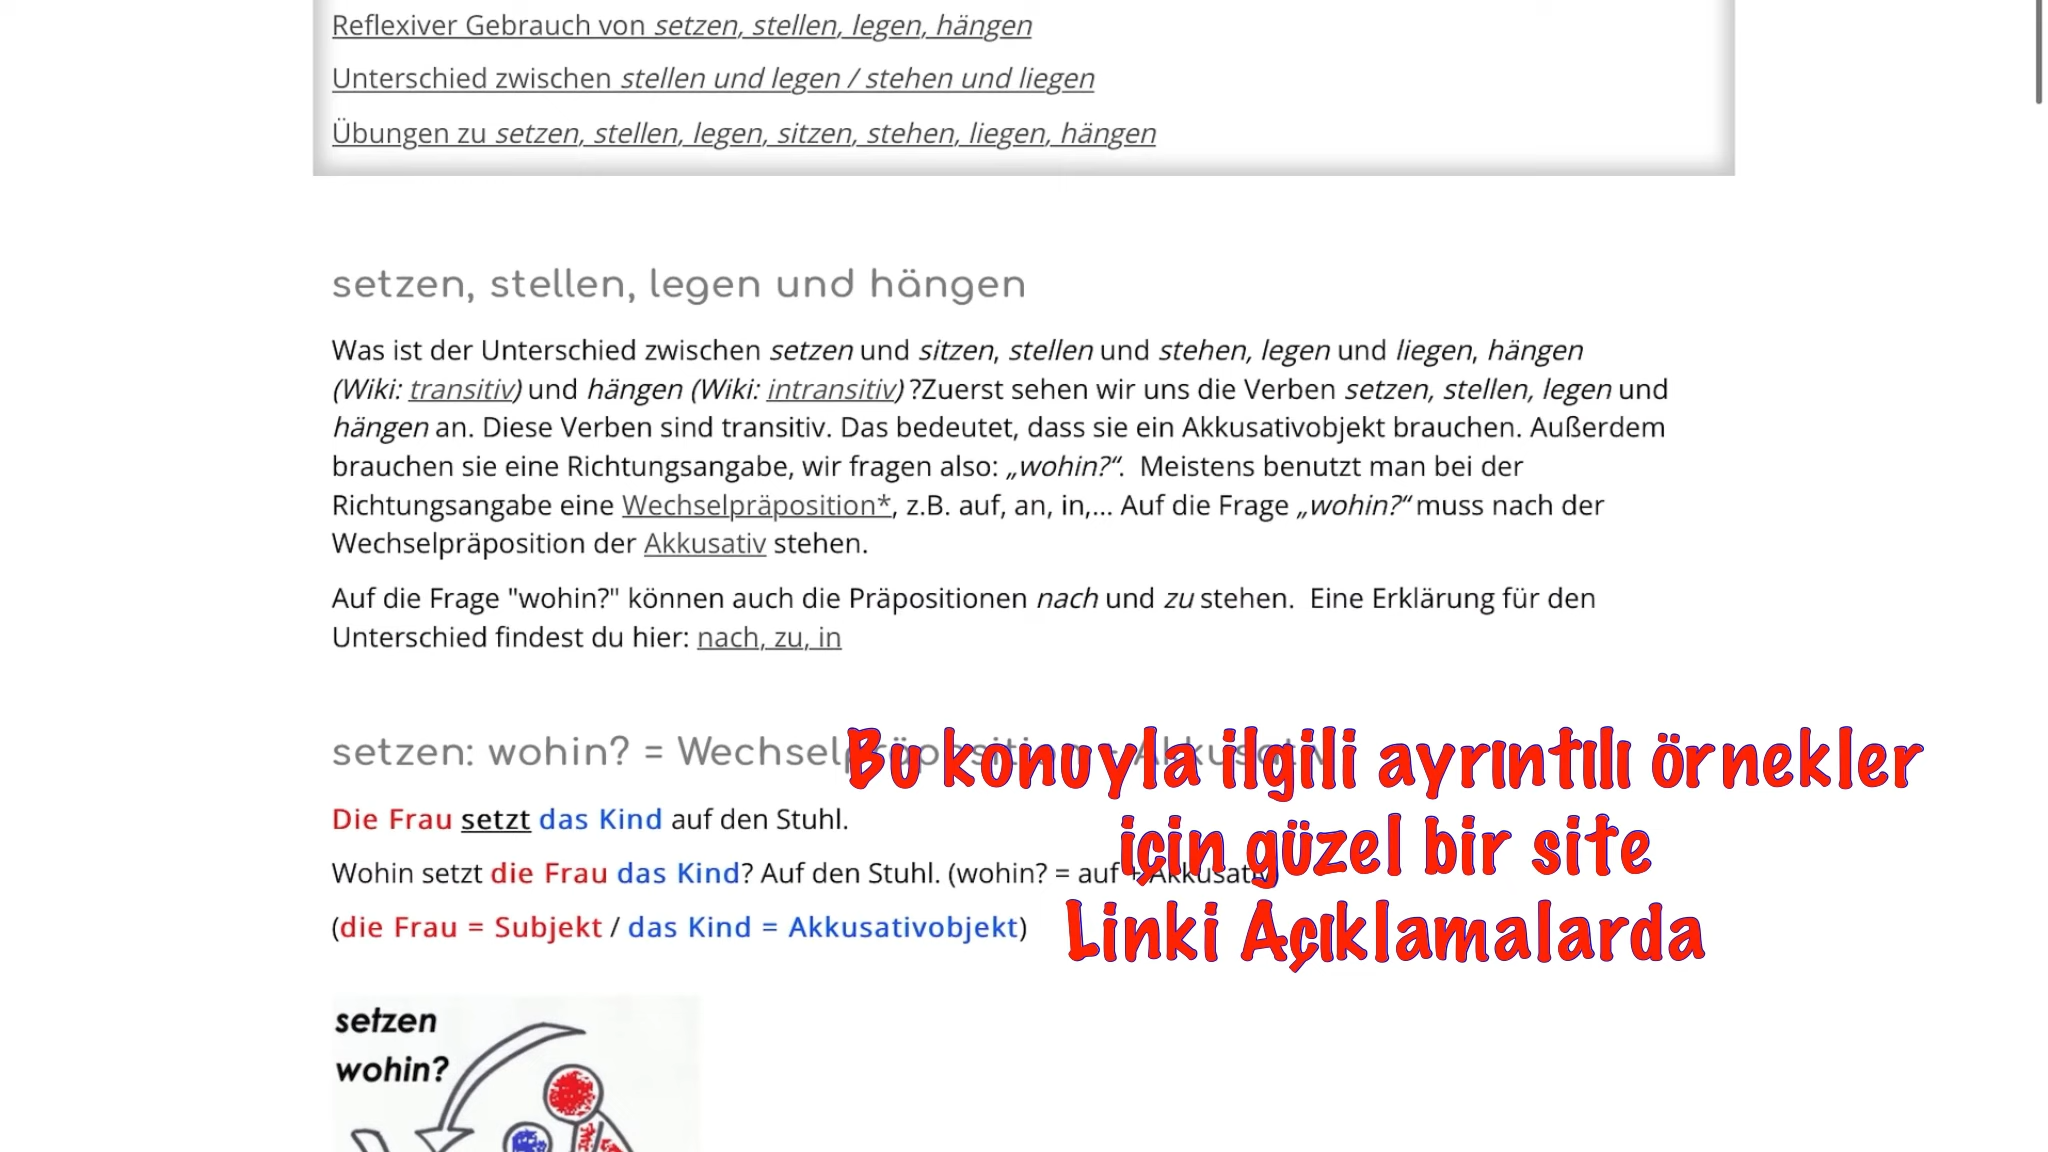 Reflexiver Gebrauch von setzen, stellen, legen, hängen
Unterschied zwischen stellen und legen / stehen und liegen
Übungen zu setzen, stellen, legen, sitzen, stehen, liegen, hängen
setzen, stellen, legen und hängen
Was ist der Unterschied zwischen setzen und sitzen, stellen und stehen, legen und liegen, hängen
(Wiki: transitiv) und hängen (Wiki: intransitiv) ?Zuerst sehen wir uns die Verben setzen, stellen, legen und
hängen an. Diese Verben sind transitiv. Das bedeutet, dass sie ein Akkusativobjekt brauchen. Außerdem
brauchen sie eine Richtungsangabe, wir fragen also: „wohin?“.  Meistens benutzt man bei der
Richtungsangabe eine Wechselpräposition*, z.B. auf, an, in,... Auf die Frage „wohin?“ muss nach der
Wechselpräposition der Akkusativ stehen.
Auf die Frage "wohin?" können auch die Präpositionen nach und zu stehen.  Eine Erklärung für den
Unterschied findest du hier: nach, zu, in
setzen: wohin? = Wechselpräposition + Akkusativ
Bu konuyla ilgili ayrıntılı örnekler
için güzel bir site
Linki Açıklamalarda
Die Frau setzt das Kind auf den Stuhl.
Wohin setzt die Frau das Kind? Auf den Stuhl. (wohin? = auf + Akkusativ)
(die Frau = Subjekt / das Kind = Akkusativobjekt)
setzen
wohin?